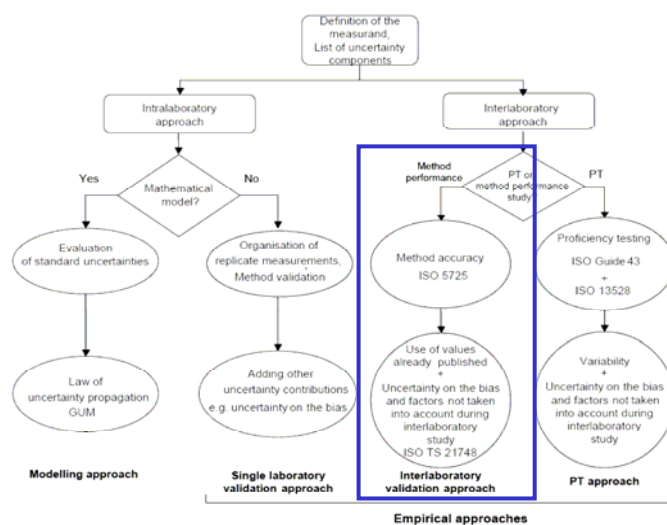 Definition of the
measurand,
List of uncertainty
components
Intralaboratory
approach
Interlaboratory
approach
Yes
Mathematical
model?
No
Method
performance
PT or
method performance
study
PT
Evaluation
of standard uncertainties
Organisation of
replicate measurements,
Method validation
Method accuracy
ISO 5725
Proficiency testing
ISO Guide 43
+
ISO 13528
Law of
uncertainty propagation
GUM
Adding other
uncertainty contributions
e.g. uncertainty on the bias
Use of values
already published
+
Uncertainty on the bias
and factors not taken
into account during
interlaboratory
study
ISO TS 21748
Variability
+
Uncertainty on the bias
and factors not taken
into account during
interlaboratory
study
Modelling approach
Single laboratory
validation approach
Interlaboratory
validation approach
PT approach
Empirical approaches